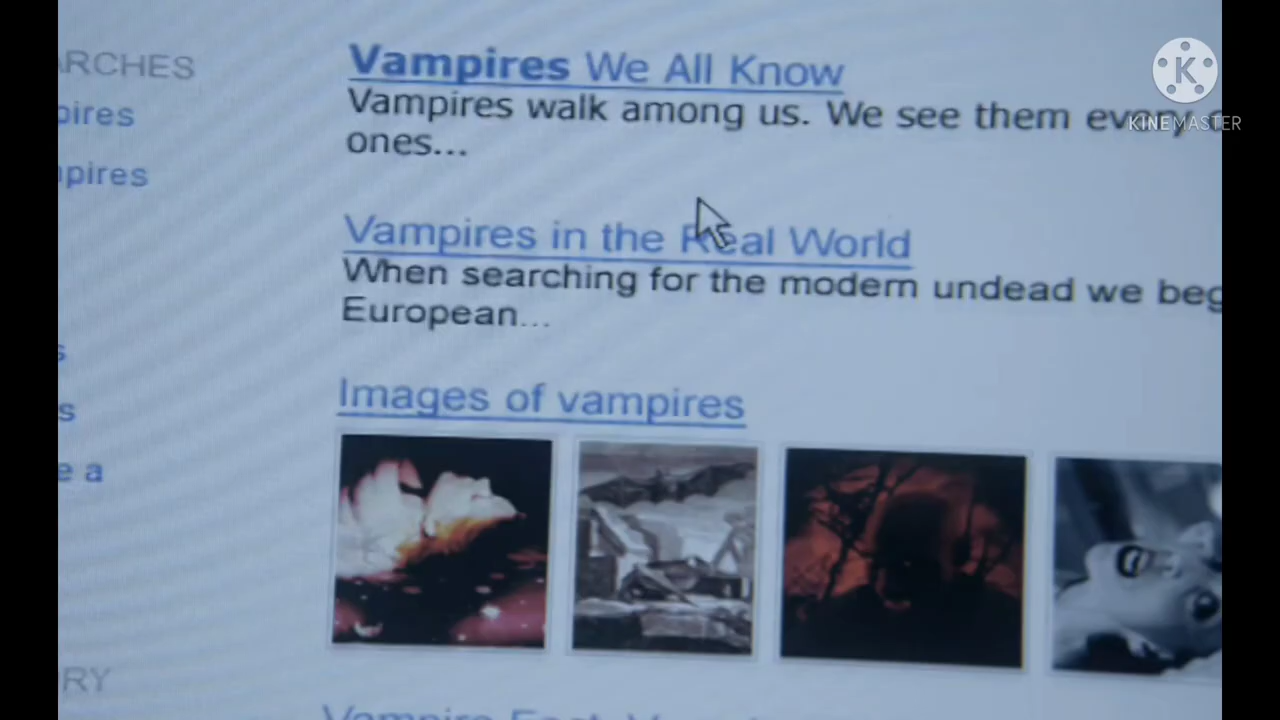 ARCHES
pires
pires
s
s
e a
RY
Vampires We All Know
Vampires walk among us. We see them every
ones...
Vampires in the Real World
When searching for the modern undead we beg
European...
Images of vampires
K
KINEMASTER